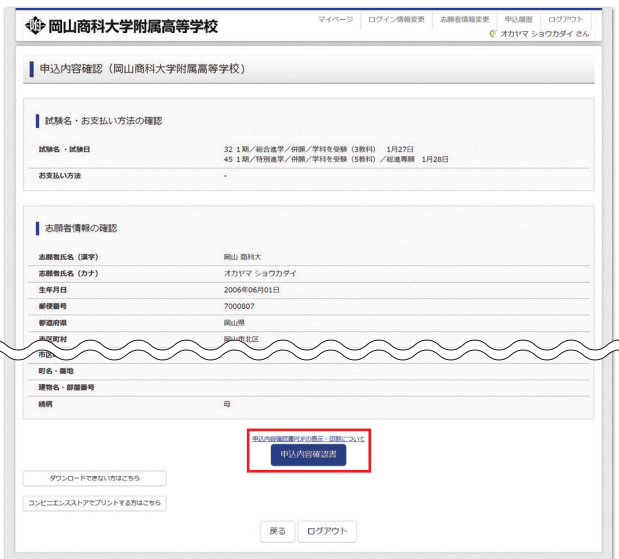 岡山商科大学附属高等学校
マイページ ログイン情報変更 志願者情報変更 申込履歴 ログアウト
オカヤマ ショウカダイ さん
申込内容確認（岡山商科大学附属高等学校）
試験名・お支払い方法の確認
試験名・試験日 32 1期／総合進学／併願／学科を受験（3教科） 1月27日
45 1期／特別進学／併願／学科を受験（5教科）／総進専願 1月28日
お支払い方法 -
志願者情報の確認
志願者氏名（漢字） 岡山 商科大
志願者氏名（カナ） オカヤマ ショウカダイ
生年月日 2006年06月01日
郵便番号 7000807
都道府県 岡山県
市区町村 岡山市北区
町名・番地
建物名・部屋番号
続柄 母
申込内容確認書PDFの表示・印刷について
申込内容確認書
ダウンロードできない方はこちら
コンビニエンスストアでプリントする方はこちら
戻る ログアウト